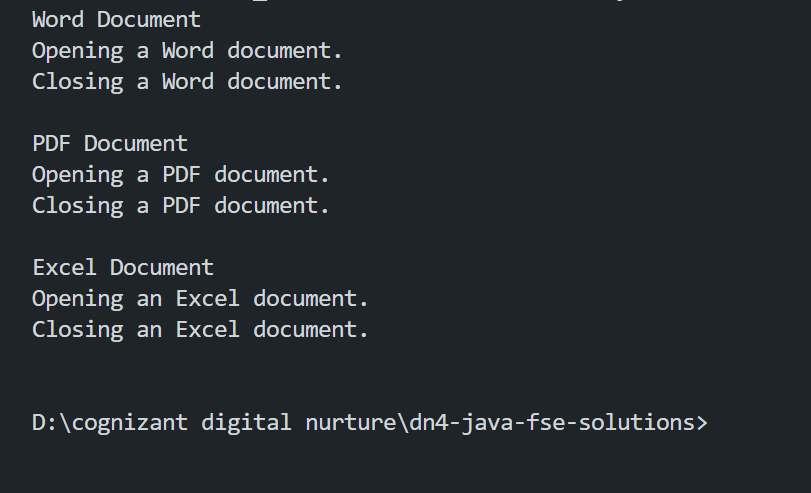 Word Document
Opening a Word document.
Closing a Word document.
PDF Document
Opening a PDF document.
Closing a PDF document.
Excel Document
Opening an Excel document.
Closing an Excel document.
D:\cognizant digital nurture\dn4-java-fse-solutions>